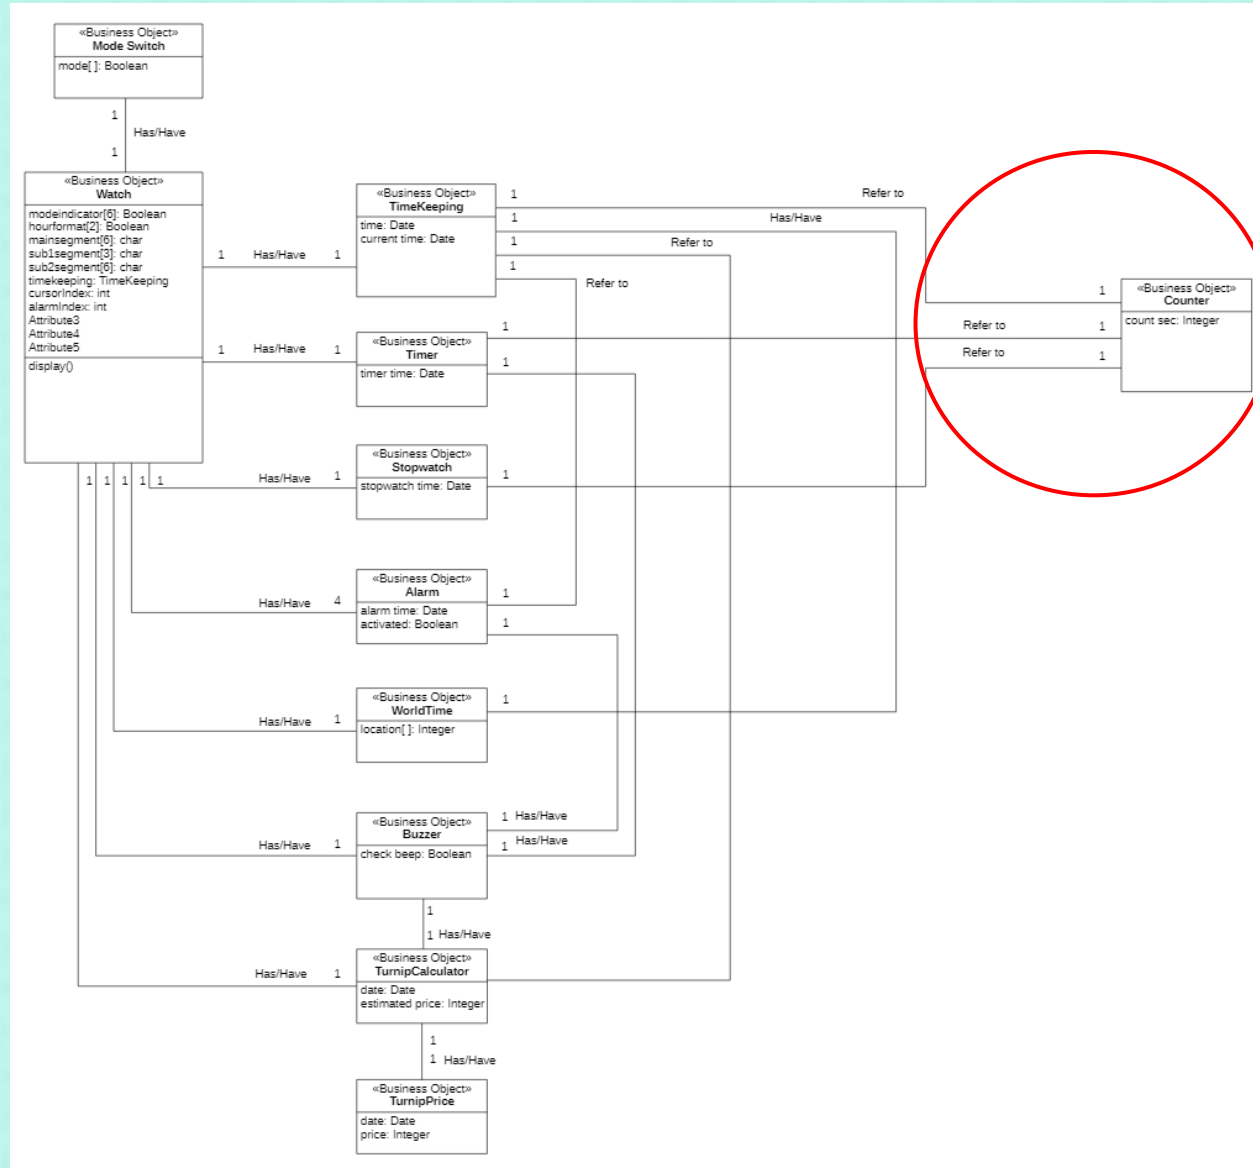 «Business Object»
Mode Switch
mode[ ]: Boolean
1
Has/Have
1
«Business Object»
Watch
modeindicator[6]: Boolean
hourformat[2]: Boolean
mainsegment[6]: char
sub1segment[3]: char
sub2segment[6]: char
timekeeping: TimeKeeping
cursorIndex: int
alarmIndex: int
Attribute3
Attribute4
Attribute5
display()
1 Has/Have 1
«Business Object»
TimeKeeping
time: Date
current time: Date
1 Refer to
1 Has/Have
1 Refer to
1
Refer to
1
«Business Object»
Counter
count sec: Integer
Refer to 1
Refer to 1
1 Has/Have 1
«Business Object»
Timer
timer time: Date
1
1
1 1 1 1 1
Has/Have 1
«Business Object»
Stopwatch
stopwatch time: Date
1
Has/Have 4
«Business Object»
Alarm
alarm time: Date
activated: Boolean
1
1
Has/Have 1
«Business Object»
WorldTime
location[ ]: Integer
1
Has/Have 1
«Business Object»
Buzzer
check beep: Boolean
1 Has/Have
1 Has/Have
1
1 Has/Have
Has/Have 1
«Business Object»
TurnipCalculator
date: Date
estimated price: Integer
1
1 Has/Have
«Business Object»
TurnipPrice
date: Date
price: Integer